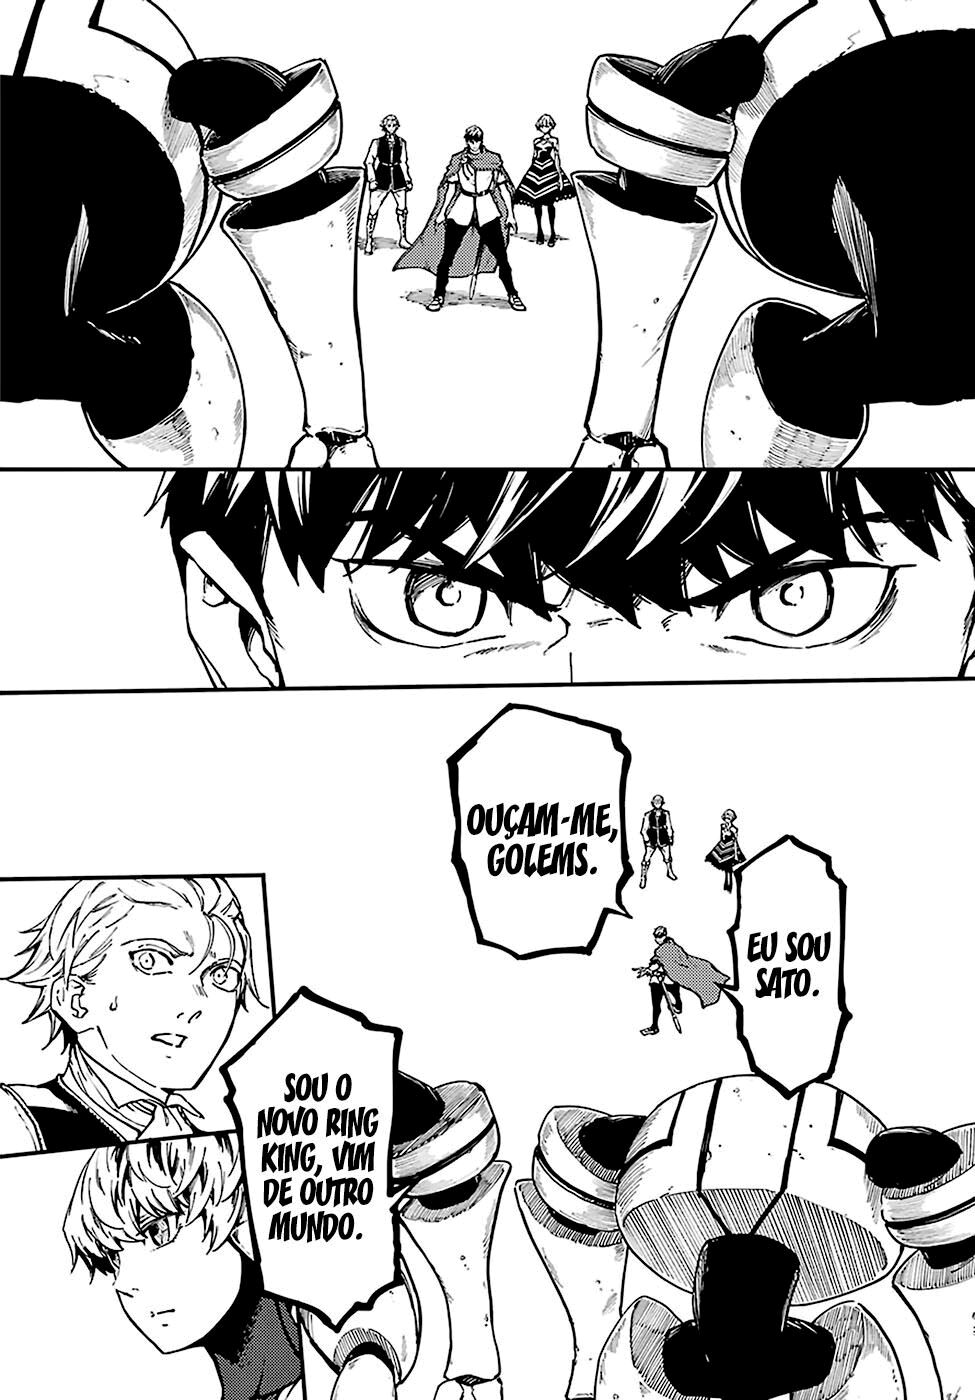 OUÇAM-ME,
GOLEMS.
EU SOU
SATO.
SOU O
NOVO RING
KING, VIM
DE OUTRO
MUNDO.